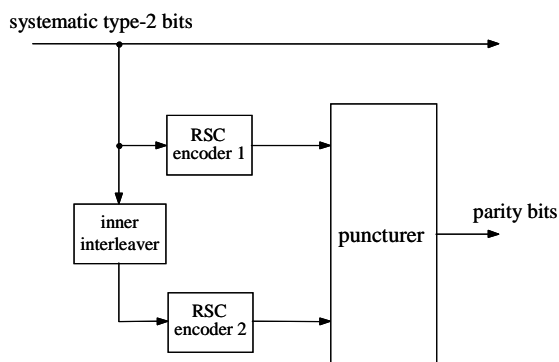 systematic type-2 bits
RSC
encoder 1
parity bits
inner
interleaver
puncturer
RSC
encoder 2